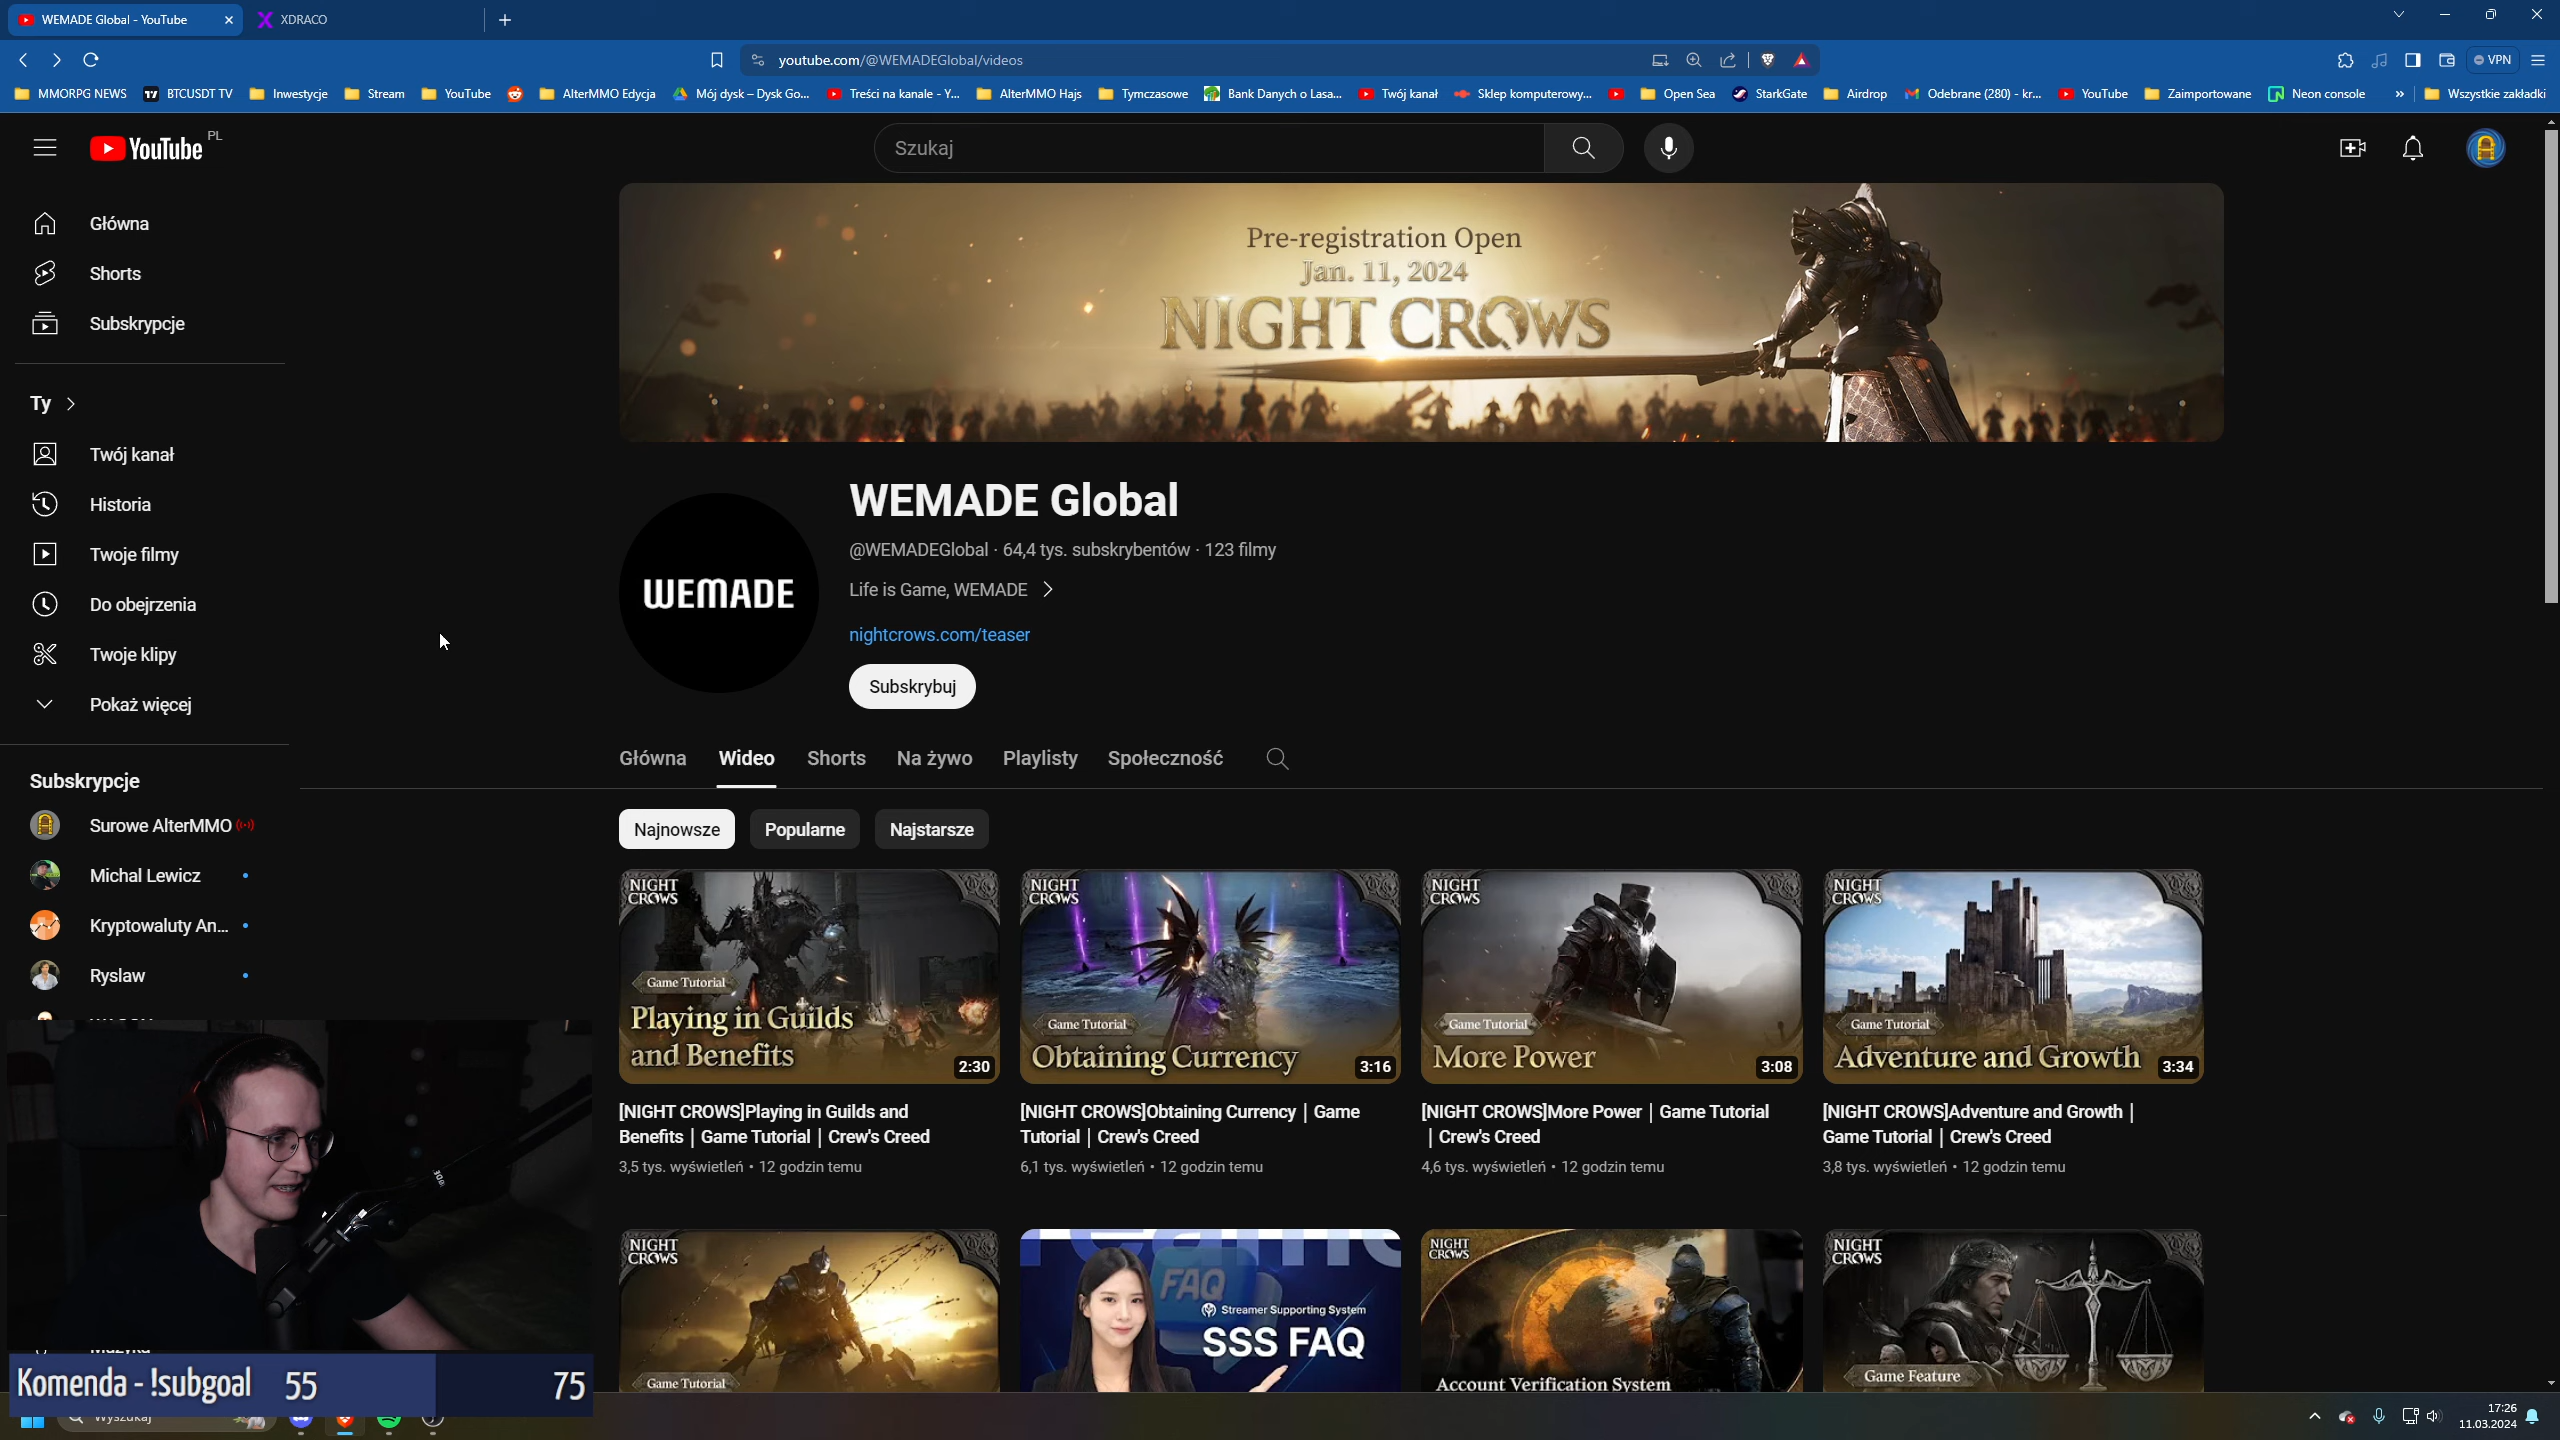 WEMADE Global - YouTube
XDRACO
youtube.com/@WEMADEGlobal/videos
VPN
MMORPG NEWS
BTCUSDT TV
Inwestycje
Stream
YouTube
AlterMMO Edycja
Mój dysk – Dysk Go...
Treści na kanale - Y...
AlterMMO Hajs
Tymczasowe
Bank Danych o Lasa...
Twój kanał
Sklep komputerowy...
Open Sea
StarkGate
Airdrop
Odebrane (280) - kr...
YouTube
Zaimportowane
Neon console
»
Wszystkie zakładki
YouTube PL
Szukaj
Główna
Shorts
Subskrypcje
Ty
Twój kanał
Historia
Twoje filmy
Do obejrzenia
Twoje klipy
Pokaż więcej
Subskrypcje
Surowe AlterMMO
Michal Lewicz
Kryptowaluty An...
Ryslaw
Pre-registration Open
Jan. 11, 2024
NIGHT CROWS
WEMADE
WEMADE Global
@WEMADEGlobal · 64,4 tys. subskrybentów · 123 filmy
Life is Game, WEMADE
nightcrows.com/teaser
Subskrybuj
Główna
Wideo
Shorts
Na żywo
Playlisty
Społeczność
Najnowsze
Popularne
Najstarsze
NIGHT
CROWS
Game Tutorial
Playing in Guilds
and Benefits
2:30
[NIGHT CROWS]Playing in Guilds and
Benefits | Game Tutorial | Crew's Creed
3,5 tys. wyświetleń • 12 godzin temu
NIGHT
CROWS
Game Tutorial
Obtaining Currency
3:16
[NIGHT CROWS]Obtaining Currency | Game
Tutorial | Crew's Creed
6,1 tys. wyświetleń • 12 godzin temu
NIGHT
CROWS
Game Tutorial
More Power
3:08
[NIGHT CROWS]More Power | Game Tutorial
| Crew's Creed
4,6 tys. wyświetleń • 12 godzin temu
NIGHT
CROWS
Game Tutorial
Adventure and Growth
3:34
[NIGHT CROWS]Adventure and Growth |
Game Tutorial | Crew's Creed
3,8 tys. wyświetleń • 12 godzin temu
NIGHT
CROWS
Game Tutorial
FAQ
Streamer Supporting System
SSS FAQ
NIGHT
CROWS
Account Verification System
NIGHT
CROWS
Game Feature
Komenda - !subgoal 55 75
Wyszukaj
17:26
11.03.2024